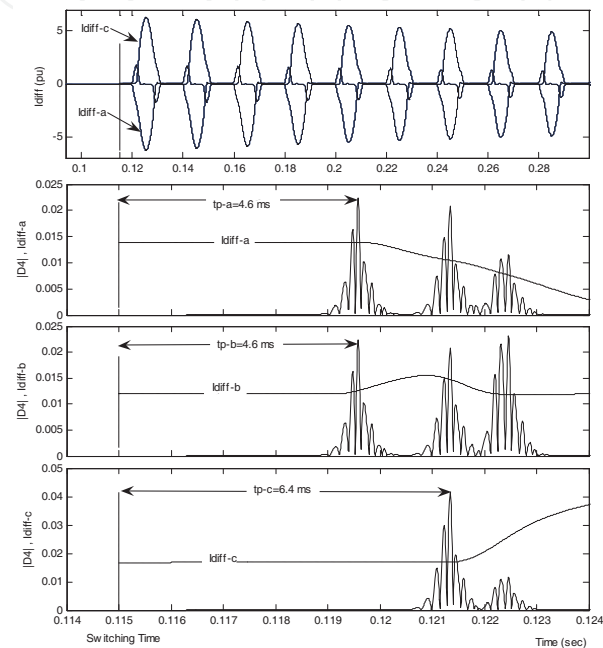 5
0
-5
Idiff (pu)
Idiff-c
Idiff-a
0.1 0.12 0.14 0.16 0.18 0.2 0.22 0.24 0.26 0.28
0.025
0.02
0.015
0.01
0.005
0
|D4| , Idiff-a
tp-a=4.6 ms
Idiff-a
0.025
0.02
0.015
0.01
0.005
0
|D4| , Idiff-b
tp-b=4.6 ms
Idiff-b
0.05
0.04
0.03
0.02
0.01
0
|D4| , Idiff-c
tp-c=6.4 ms
Idiff-c
0.114 0.115 0.116 0.117 0.118 0.119 0.12 0.121 0.122 0.123 0.124
Switching Time
Time (sec)